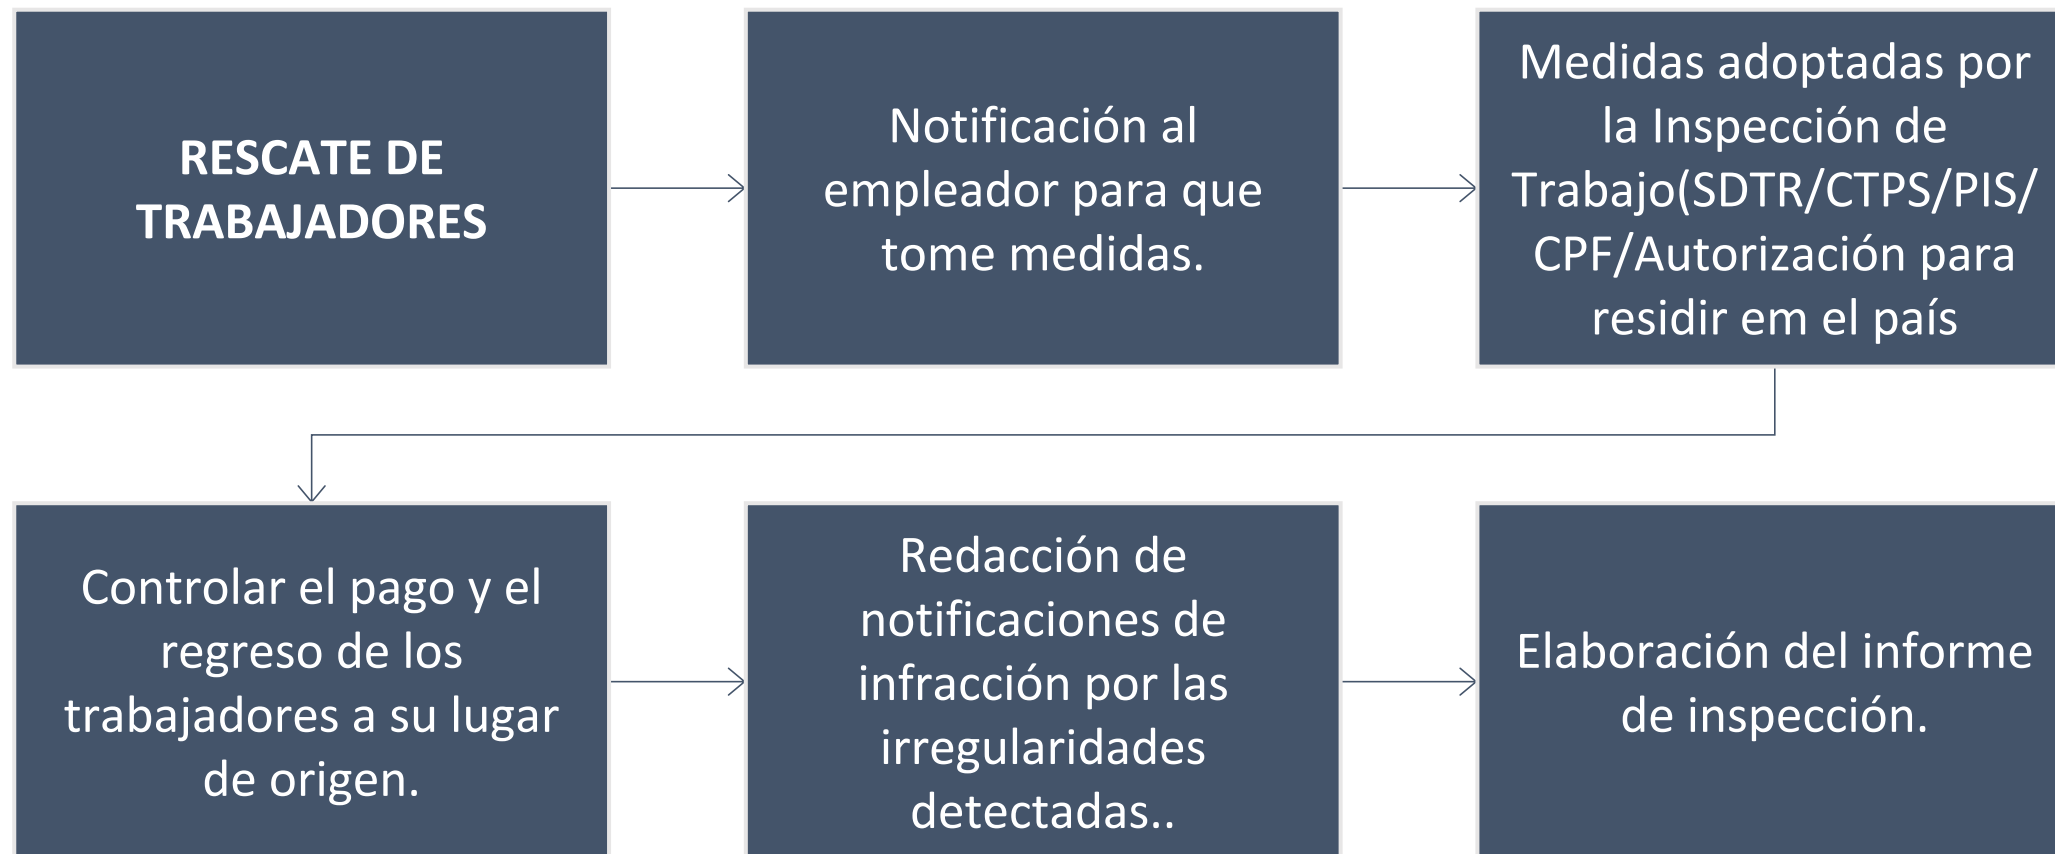 RESCATE DE
TRABAJADORES
Notificación al
empleador para que
tome medidas.
Medidas adoptadas por
la Inspección de
Trabajo(SDTR/CTPS/PIS/
CPF/Autorización para
residir em el país
Controlar el pago y el
regreso de los
trabajadores a su lugar
de origen.
Redacción de
notificaciones de
infracción por las
irregularidades
detectadas..
Elaboración del informe
de inspección.